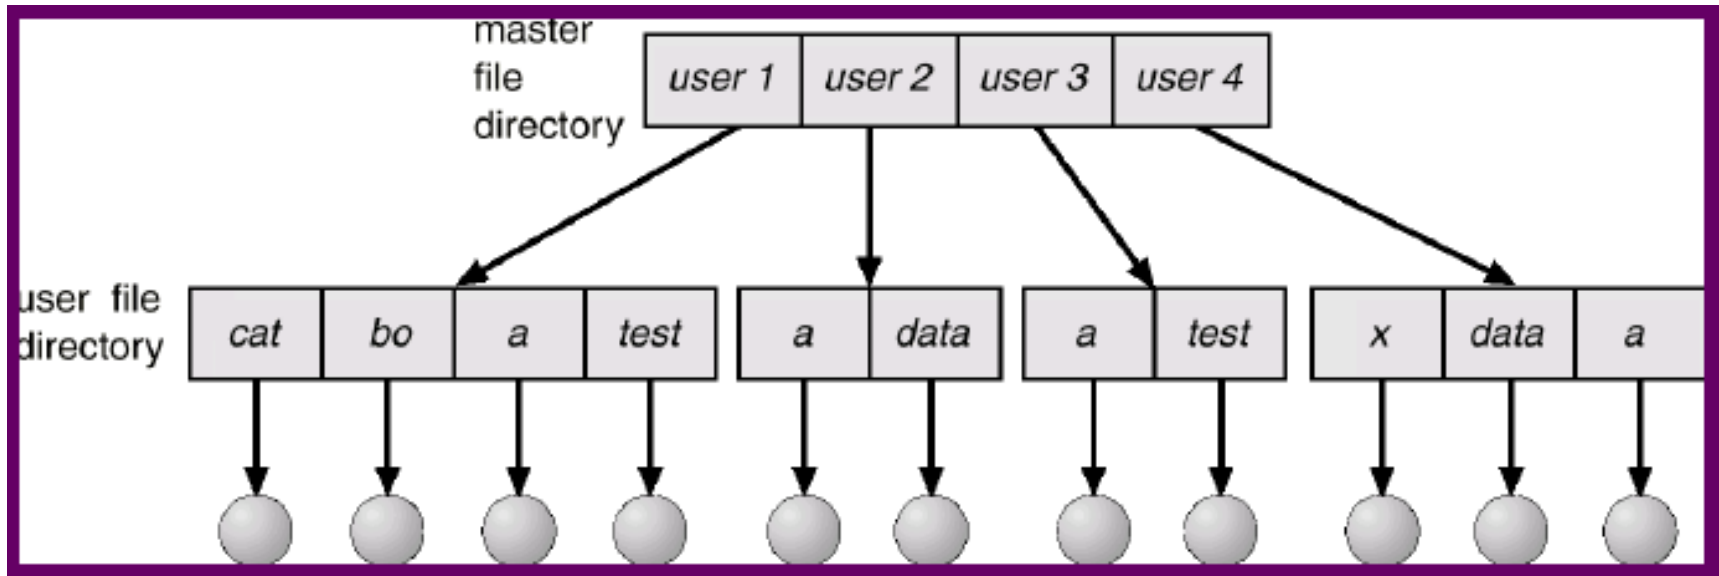 master
file
directory
user 1 user 2 user 3 user 4
user file
directory
cat bo a test a data a test x data a